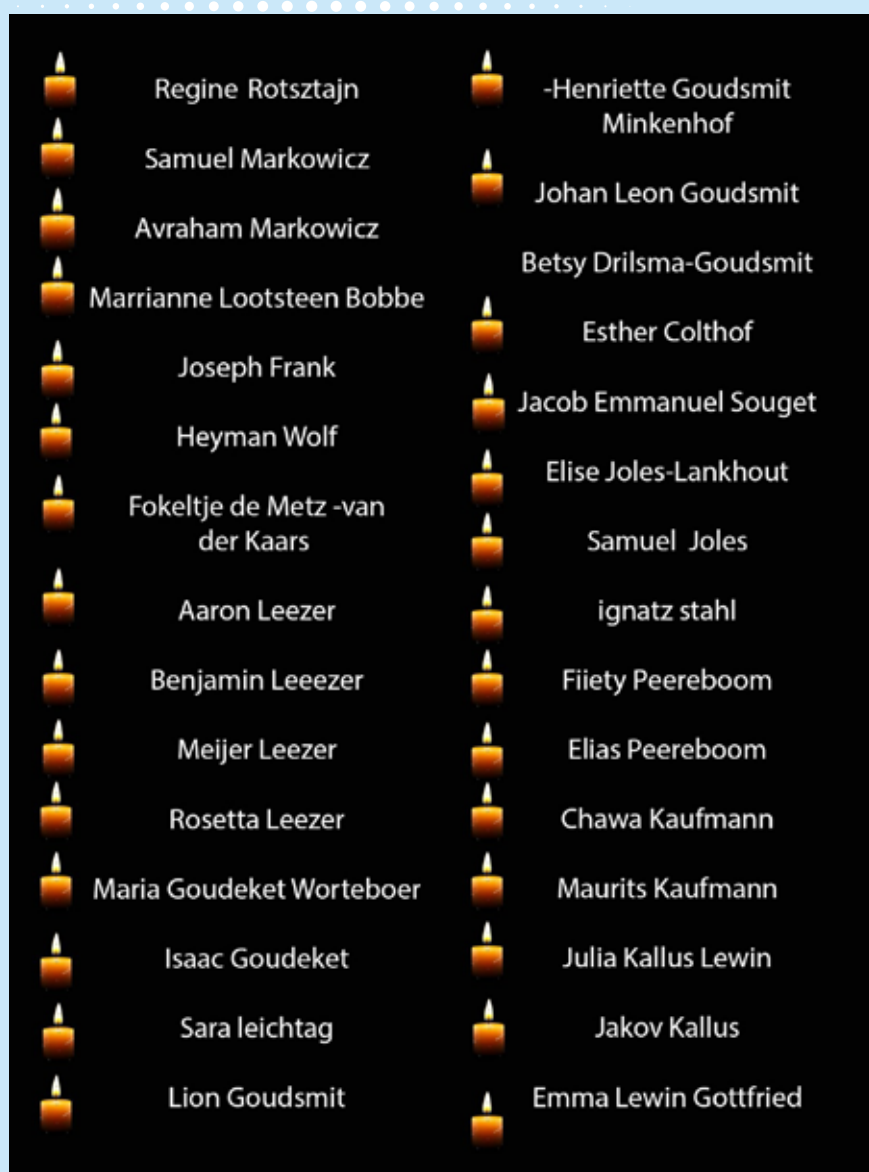 Regine Rotsztajn
Samuel Markowicz
Avraham Markowicz
Marrianne Lootsteen Bobbe
Joseph Frank
Heyman Wolf
Fokeltje de Metz -van
der Kaars
Aaron Leezer
Benjamin Leeezer
Meijer Leezer
Rosetta Leezer
Maria Goudeket Worteboer
Isaac Goudeket
Sara leichtag
Lion Goudsmit
-Henriette Goudsmit
Minkenhof
Johan Leon Goudsmit
Betsy Drilsma-Goudsmit
Esther Colthof
Jacob Emmanuel Souget
Elise Joles-Lankhout
Samuel Joles
ignatz stahl
Fiiety Peereboom
Elias Peereboom
Chawa Kaufmann
Maurits Kaufmann
Julia Kallus Lewin
Jakov Kallus
Emma Lewin Gottfried